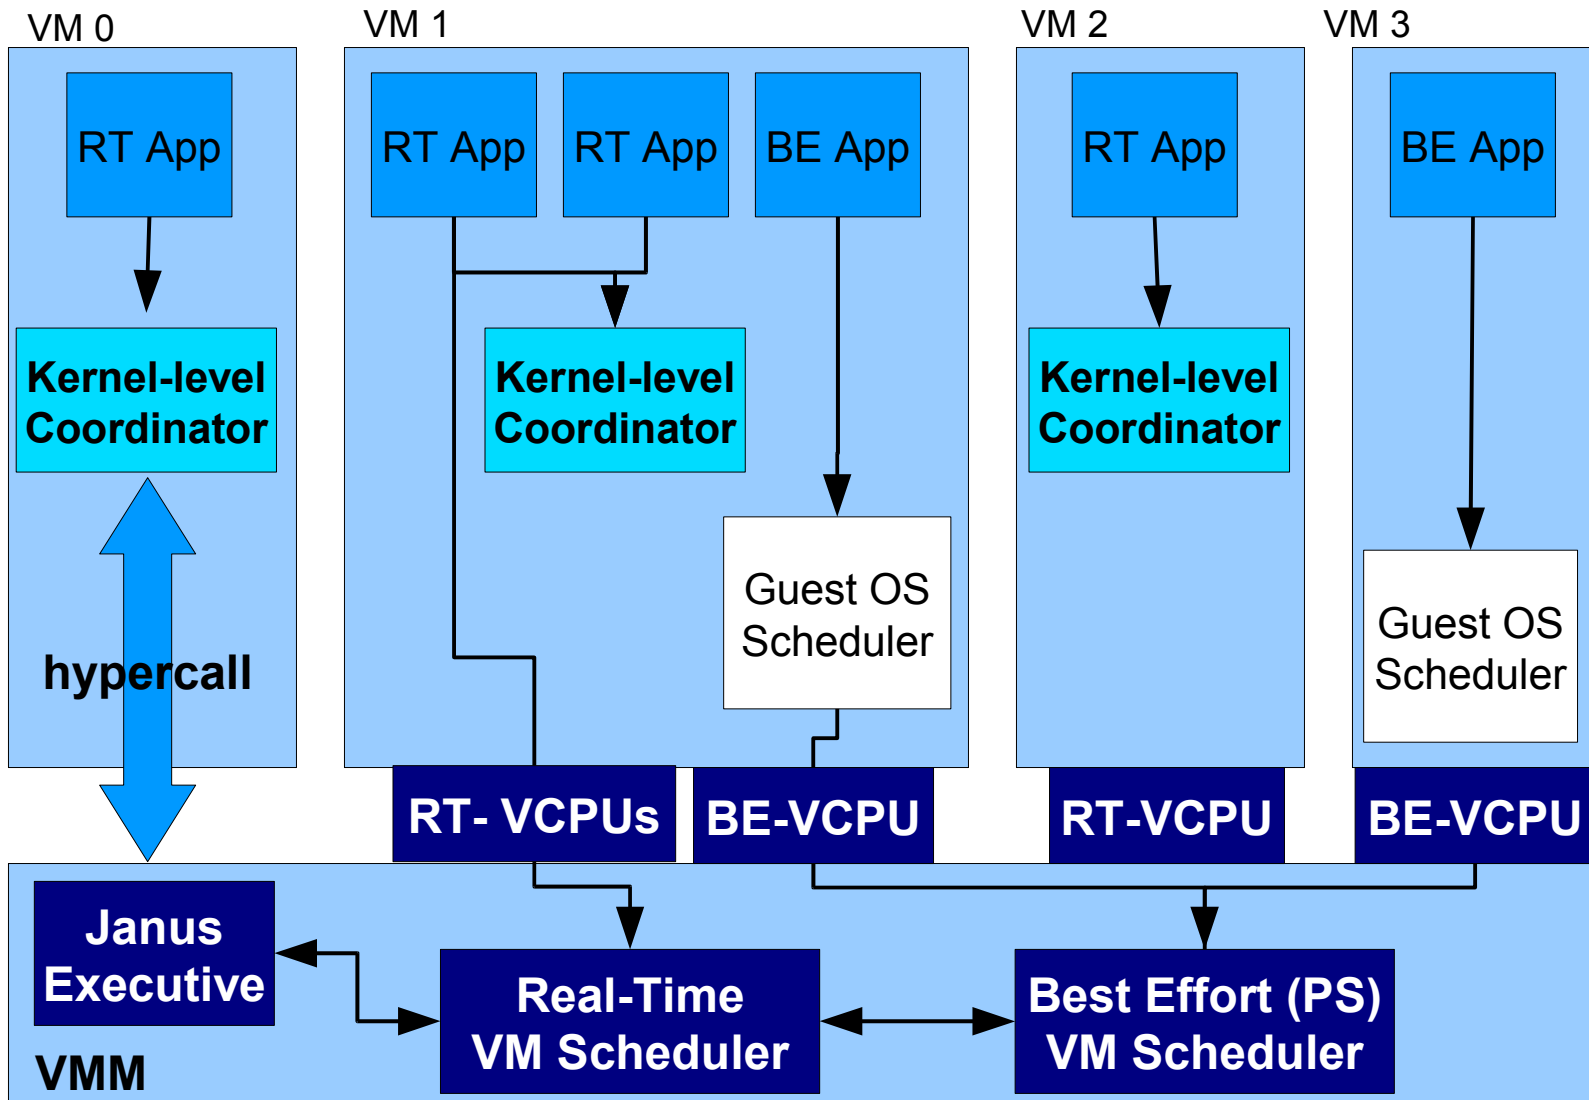 VM 0
VM 1
VM 2
VM 3
RT App
RT App
RT App
BE App
RT App
BE App
Kernel-level
Coordinator
Kernel-level
Coordinator
Kernel-level
Coordinator
Guest OS
Scheduler
Guest OS
Scheduler
hypercall
RT- VCPUs
BE-VCPU
RT-VCPU
BE-VCPU
Janus
Executive
Real-Time
VM Scheduler
Best Effort (PS)
VM Scheduler
VMM